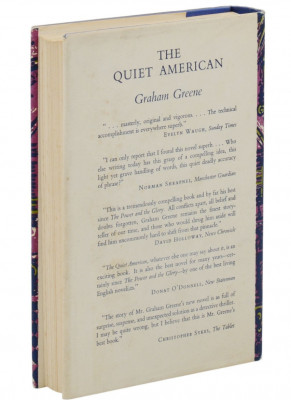 THE
QUIET AMERICAN
Graham Greene
" . . . masterly, original and vigorous . . . The technical
accomplishment is everywhere superb."
EVELYN WAUGH, Sunday Times
"I can only report that I found this novel superb . . . Who
else writing today has this grasp of a compelling idea, this
light yet grave handling of words, this quite deadly accuracy
of phrase?"
NORMAN SHRAPNEL, Manchester Guardian
"This is a tremendously compelling book and by far his best
since The Power and the Glory. All conflicts apart, all belief and
doubts forgotten, Graham Greene remains the finest story-
teller of our time, and those who would deny him such will
find him uncommonly hard to shift from that pinnacle."
DAVID HOLLOWAY, News Chronicle
"The Quiet American, whatever else one may say about it, is an
exciting book. It is also the best novel for many years—cer-
tainly since The Power and the Glory—by one of the best living
English novelists."
DONAT O'DONNELL, New Statesman
"The story of Mr. Graham Greene's new novel is so full of
surprise, suspense, and unexpected solution as a detective thriller.
I may be quite wrong, but I believe that this is Mr. Greene's
best book."
CHRISTOPHER SYKES, The Tablet